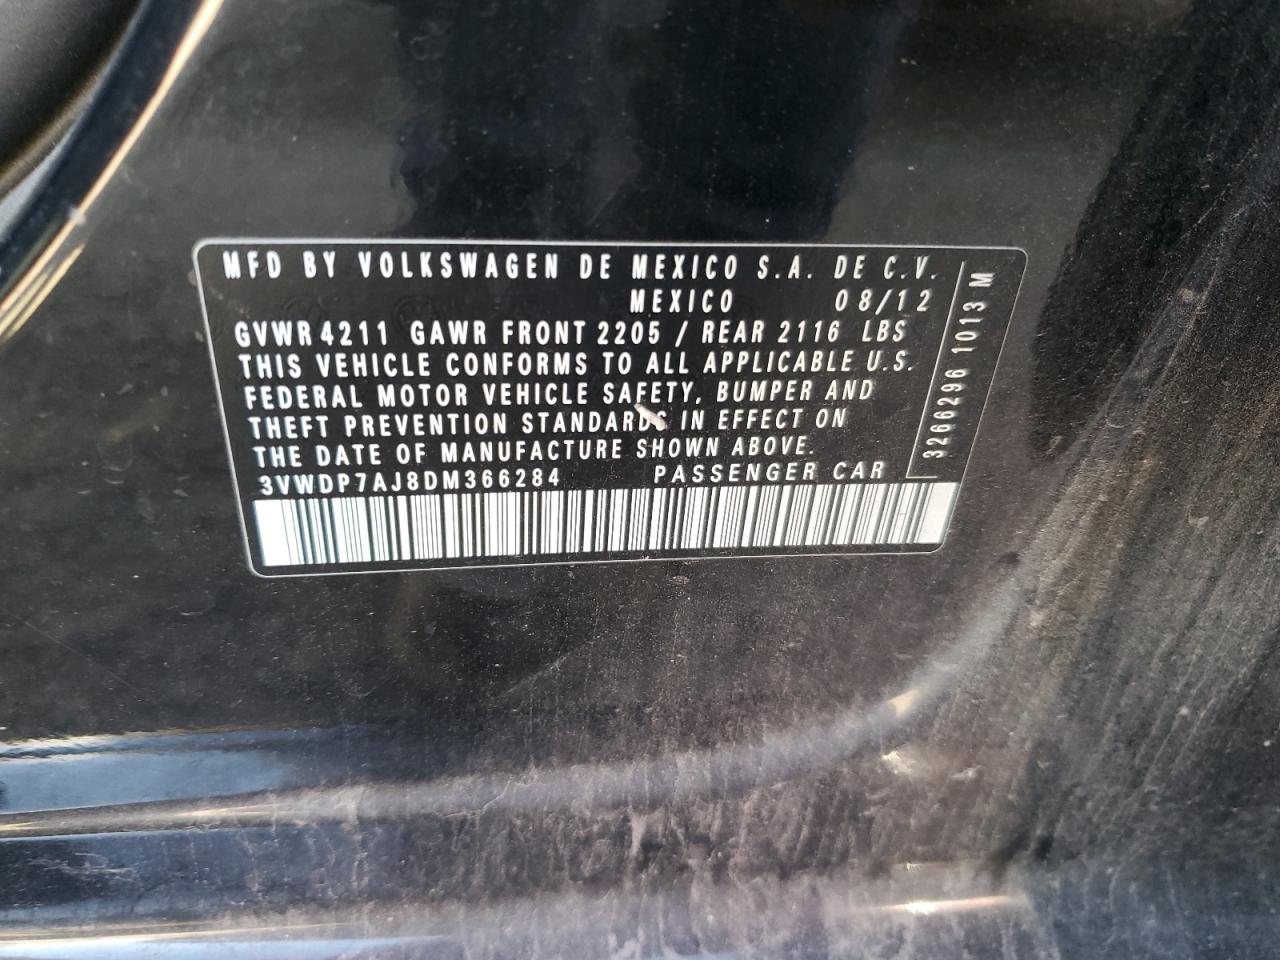 MFD BY VOLKSWAGEN DE MEXICO S.A. DE C.V.
MEXICO 08/12
GVWR 4211 GAWR FRONT 2205 / REAR 2116 LBS
THIS VEHICLE CONFORMS TO ALL APPLICABLE U.S.
FEDERAL MOTOR VEHICLE SAFETY, BUMPER AND
THEFT PREVENTION STANDARDS IN EFFECT ON
THE DATE OF MANUFACTURE SHOWN ABOVE.
3VWDP7AJ8DM366284 PASSENGER CAR
3266296 1013 M